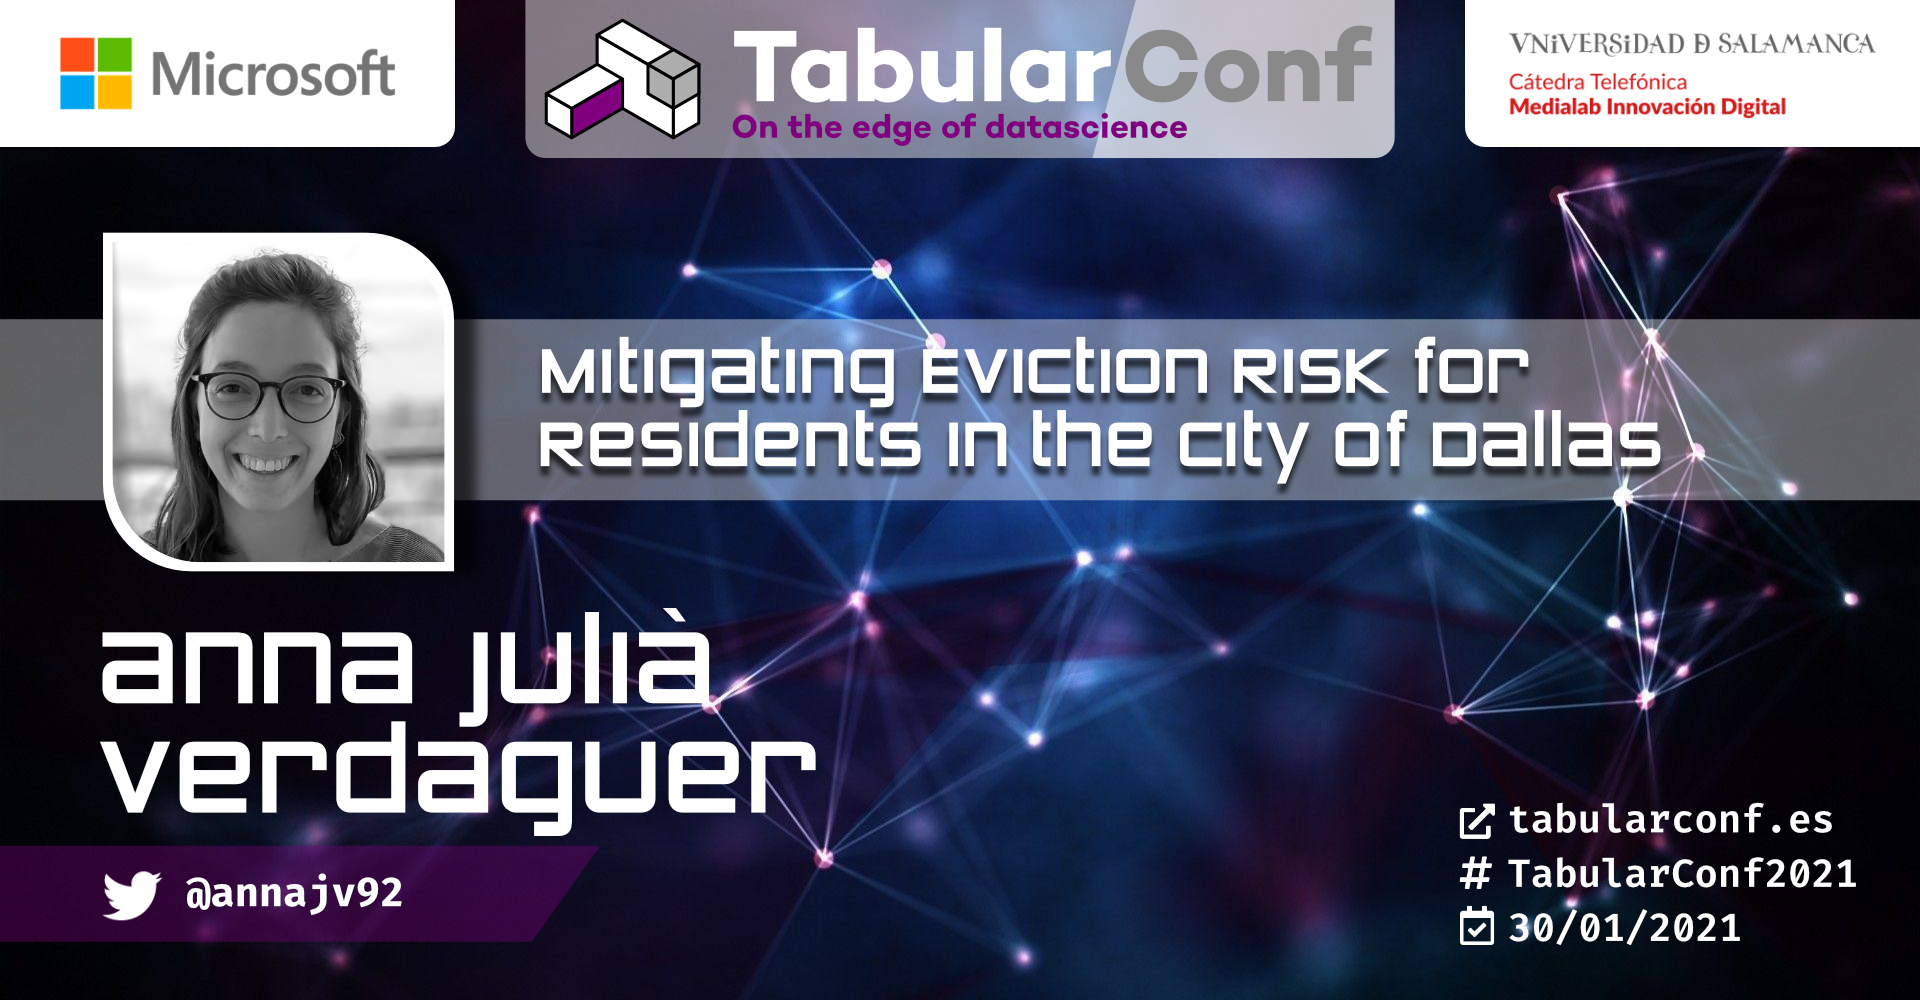 Microsoft
TabularConf
On the edge of datascience
VNiVERSiDAD Ð SALAMANCA
Cátedra Telefónica
Medialab Innovación Digital
Mitigating Eviction Risk for
Residents in the City of Dallas
anna julià
verdaguer
@annajv92
tabularconf.es
# TabularConf2021
30/01/2021